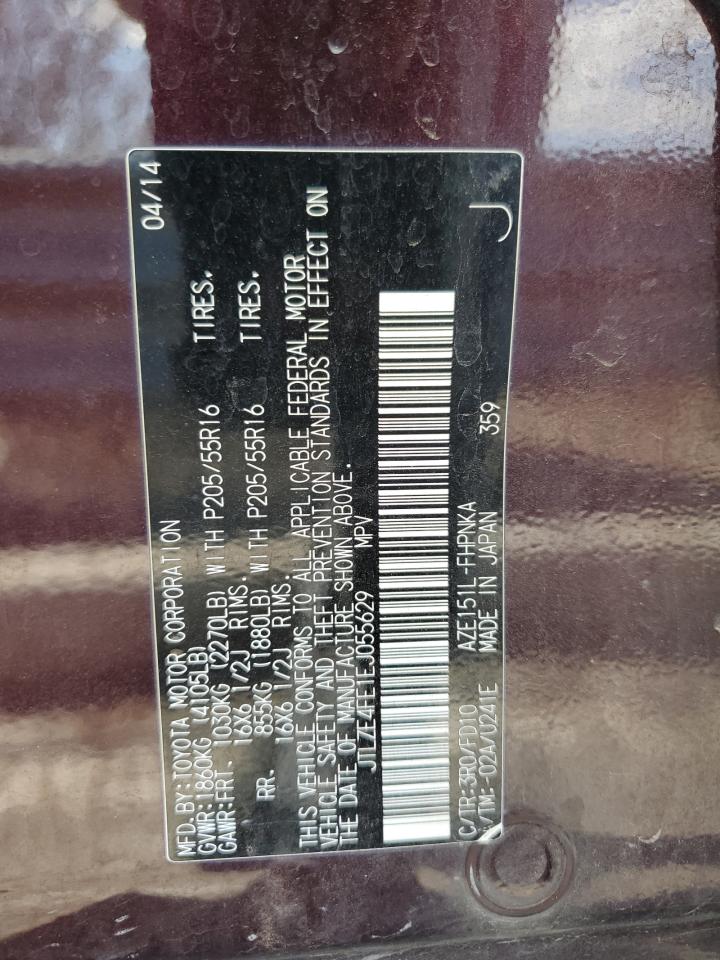 04/14
MFD. BY: TOYOTA MOTOR CORPORATION
GVWR: 1860KG (4105LB)
GAWR: FRT. 1030KG (2270LB) WITH P205/55R16 TIRES.
16X6 1/2J RIMS.
RR. 855KG (1880LB) WITH P205/55R16 TIRES.
16X6 1/2J RIMS.
THIS VEHICLE CONFORMS TO ALL APPLICABLE FEDERAL MOTOR
VEHICLE SAFETY AND THEFT PREVENTION STANDARDS IN EFFECT ON
THE DATE OF MANUFACTURE SHOWN ABOVE.
JTLZE4FE1EJ055629 MPV
C/TR: 3R0/FD10 AZE151L-FHPNKA
A/TM: -02A/U241E MADE IN JAPAN 359
J